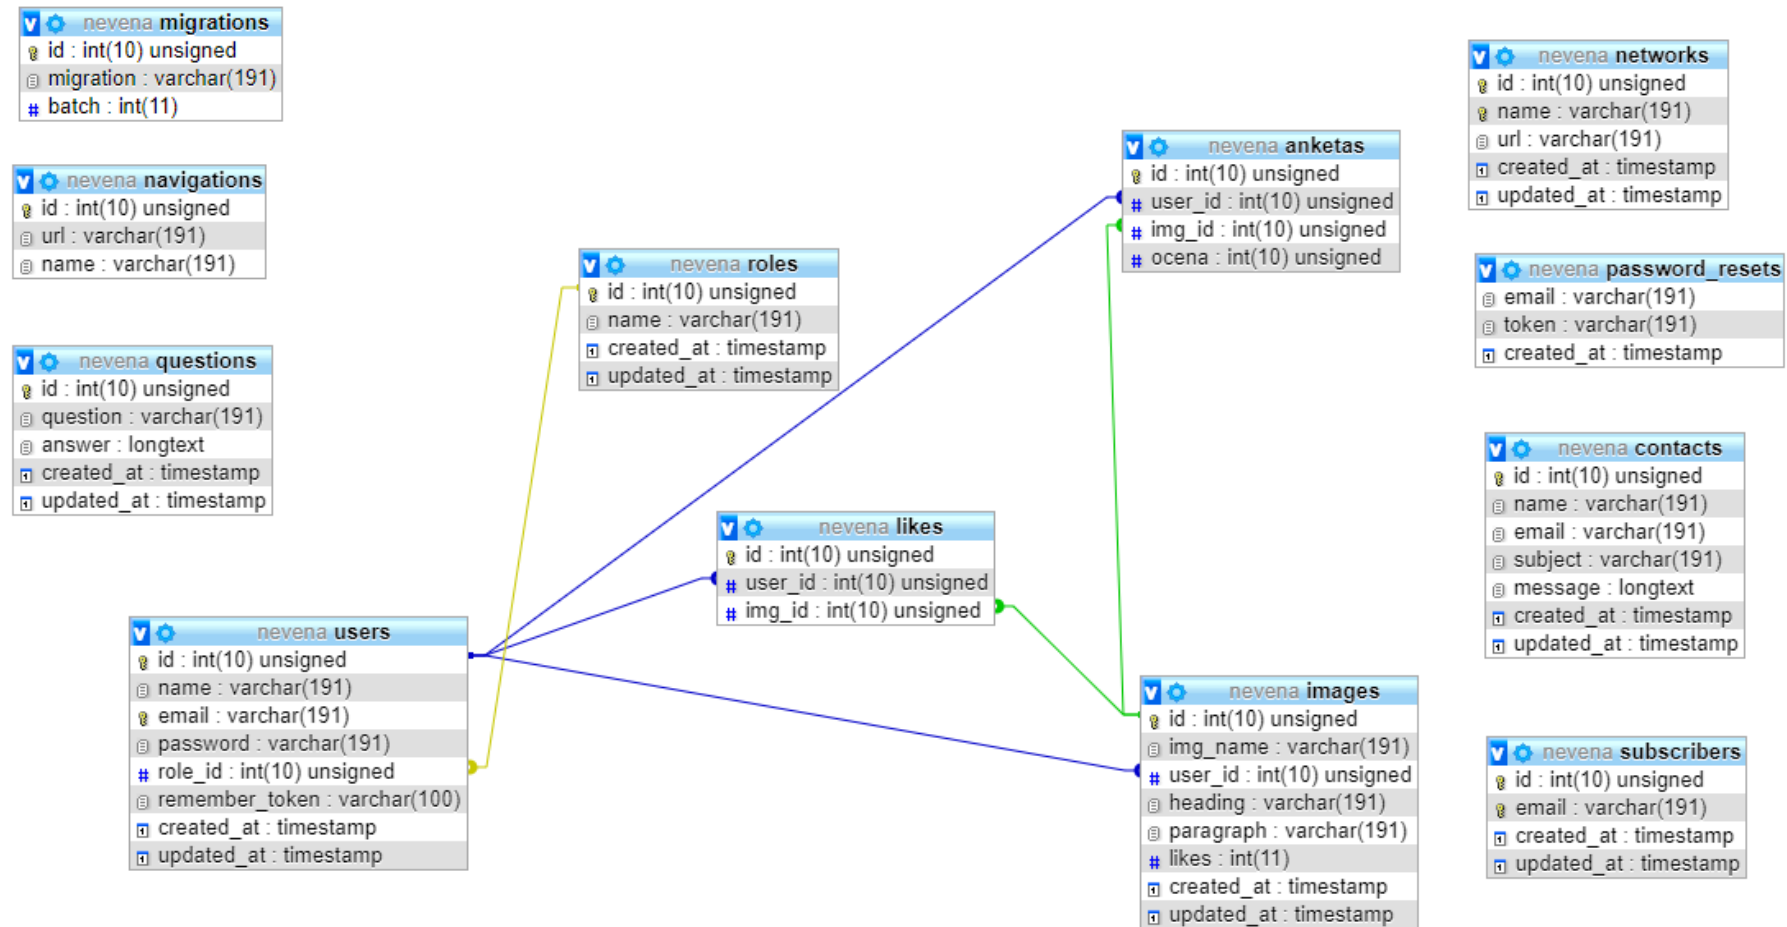 nevena migrations
id : int(10) unsigned
migration : varchar(191)
batch : int(11)
nevena navigations
id : int(10) unsigned
url : varchar(191)
name : varchar(191)
nevena questions
id : int(10) unsigned
question : varchar(191)
answer : longtext
created_at : timestamp
updated_at : timestamp
nevena users
id : int(10) unsigned
name : varchar(191)
email : varchar(191)
password : varchar(191)
role_id : int(10) unsigned
remember_token : varchar(100)
created_at : timestamp
updated_at : timestamp
nevena roles
id : int(10) unsigned
name : varchar(191)
created_at : timestamp
updated_at : timestamp
nevena likes
id : int(10) unsigned
user_id : int(10) unsigned
img_id : int(10) unsigned
nevena anketas
id : int(10) unsigned
user_id : int(10) unsigned
img_id : int(10) unsigned
ocena : int(10) unsigned
nevena images
id : int(10) unsigned
img_name : varchar(191)
user_id : int(10) unsigned
heading : varchar(191)
paragraph : varchar(191)
likes : int(11)
created_at : timestamp
updated_at : timestamp
nevena networks
id : int(10) unsigned
name : varchar(191)
url : varchar(191)
created_at : timestamp
updated_at : timestamp
nevena password_resets
email : varchar(191)
token : varchar(191)
created_at : timestamp
nevena contacts
id : int(10) unsigned
name : varchar(191)
email : varchar(191)
subject : varchar(191)
message : longtext
created_at : timestamp
updated_at : timestamp
nevena subscribers
id : int(10) unsigned
email : varchar(191)
created_at : timestamp
updated_at : timestamp